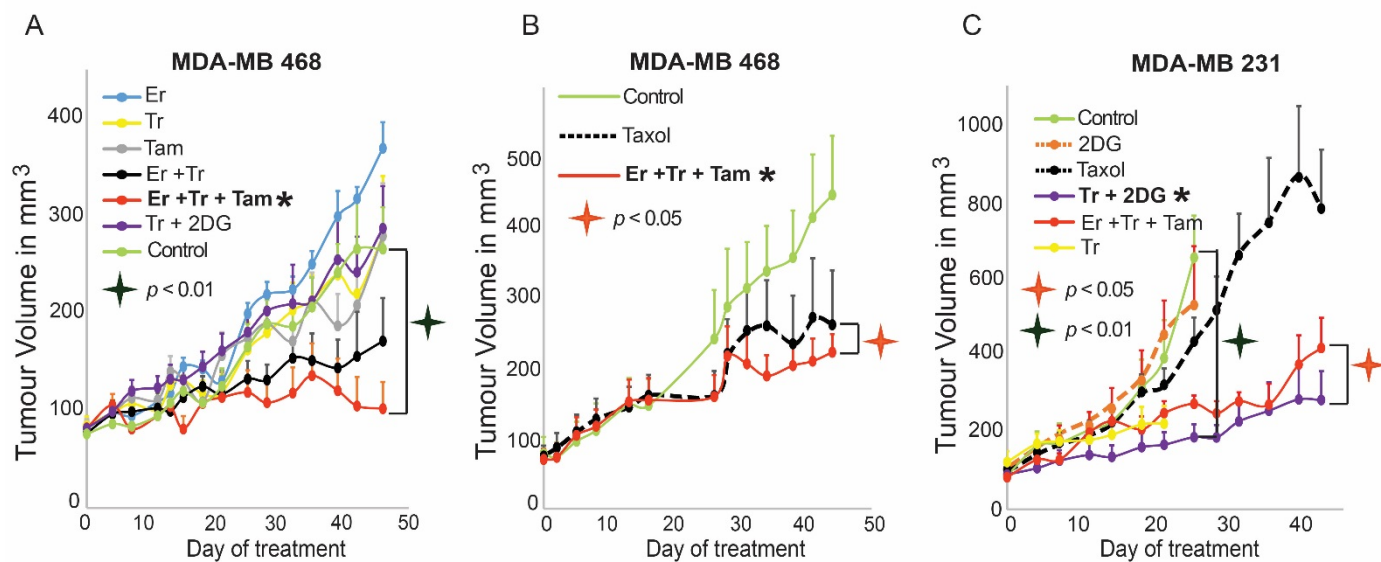 A
MDA-MB 468
Er
Tr
Tam
Er +Tr
Er +Tr + Tam *
Tr + 2DG
Control
p < 0.01
Tumour Volume in mm3
400
300
200
100
0
0 10 20 30 40 50
Day of treatment
B
MDA-MB 468
Control
Taxol
Er +Tr + Tam *
p < 0.05
Tumour Volume in mm3
500
400
300
200
100
0
0 10 20 30 40 50
Day of treatment
C
MDA-MB 231
Control
2DG
Taxol
Tr + 2DG *
Er +Tr + Tam
Tr
p < 0.05
p < 0.01
Tumour Volume in mm3
1000
800
600
400
200
0
0 10 20 30 40
Day of treatment